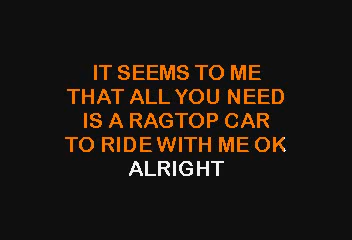 IT SEEMS TO ME
THAT ALL YOU NEED
IS A RAGTOP CAR
TO RIDE WITH ME OK
ALRIGHT